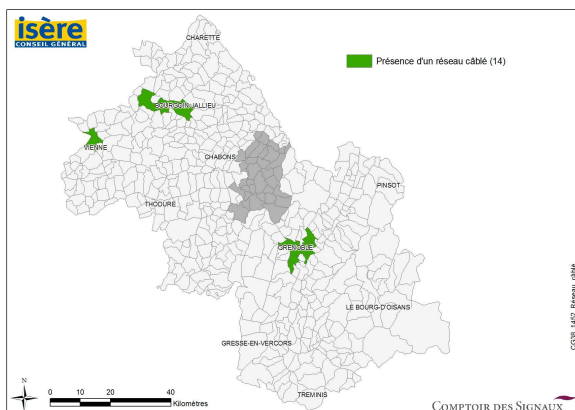 isère
CONSEIL GÉNÉRAL
CHARETTE
Présence d'un réseau câblé (14)
BOURGOIN-JALLIEU
VIENNE
CHABONS
PINSOT
THODURE
GRENOBLE
LE BOURG-D'OISANS
GRESSE-EN-VERCORS
TREMINIS
CG38_1452_Réseau_câblé
N
0 10 20 40
Kilomètres
COMPTOIR DES SIGNAUX